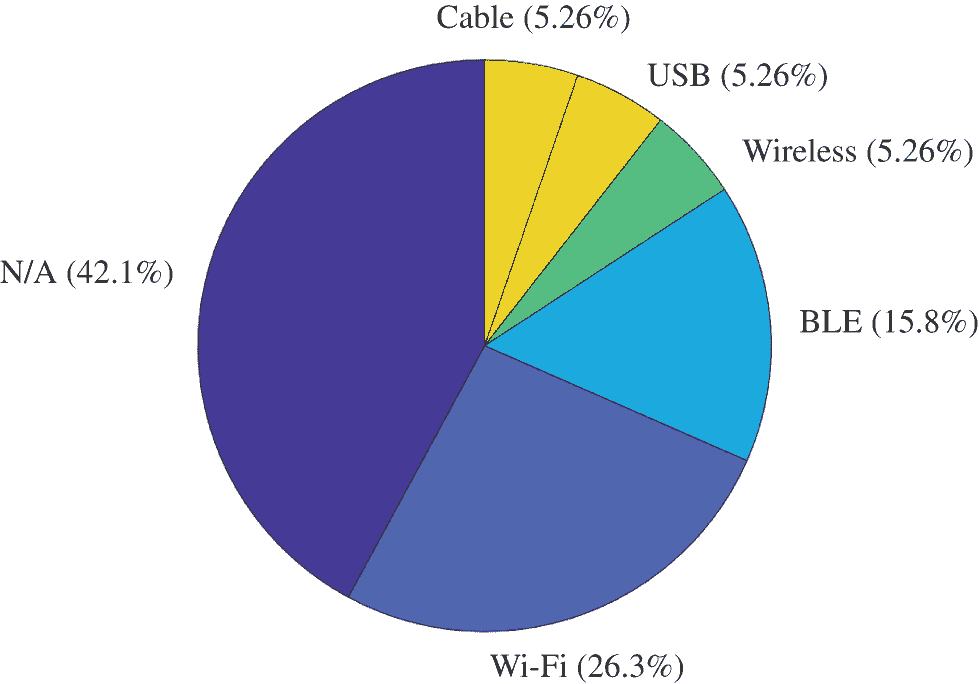 Cable (5.26%)
USB (5.26%)
Wireless (5.26%)
N/A (42.1%)
BLE (15.8%)
Wi-Fi (26.3%)